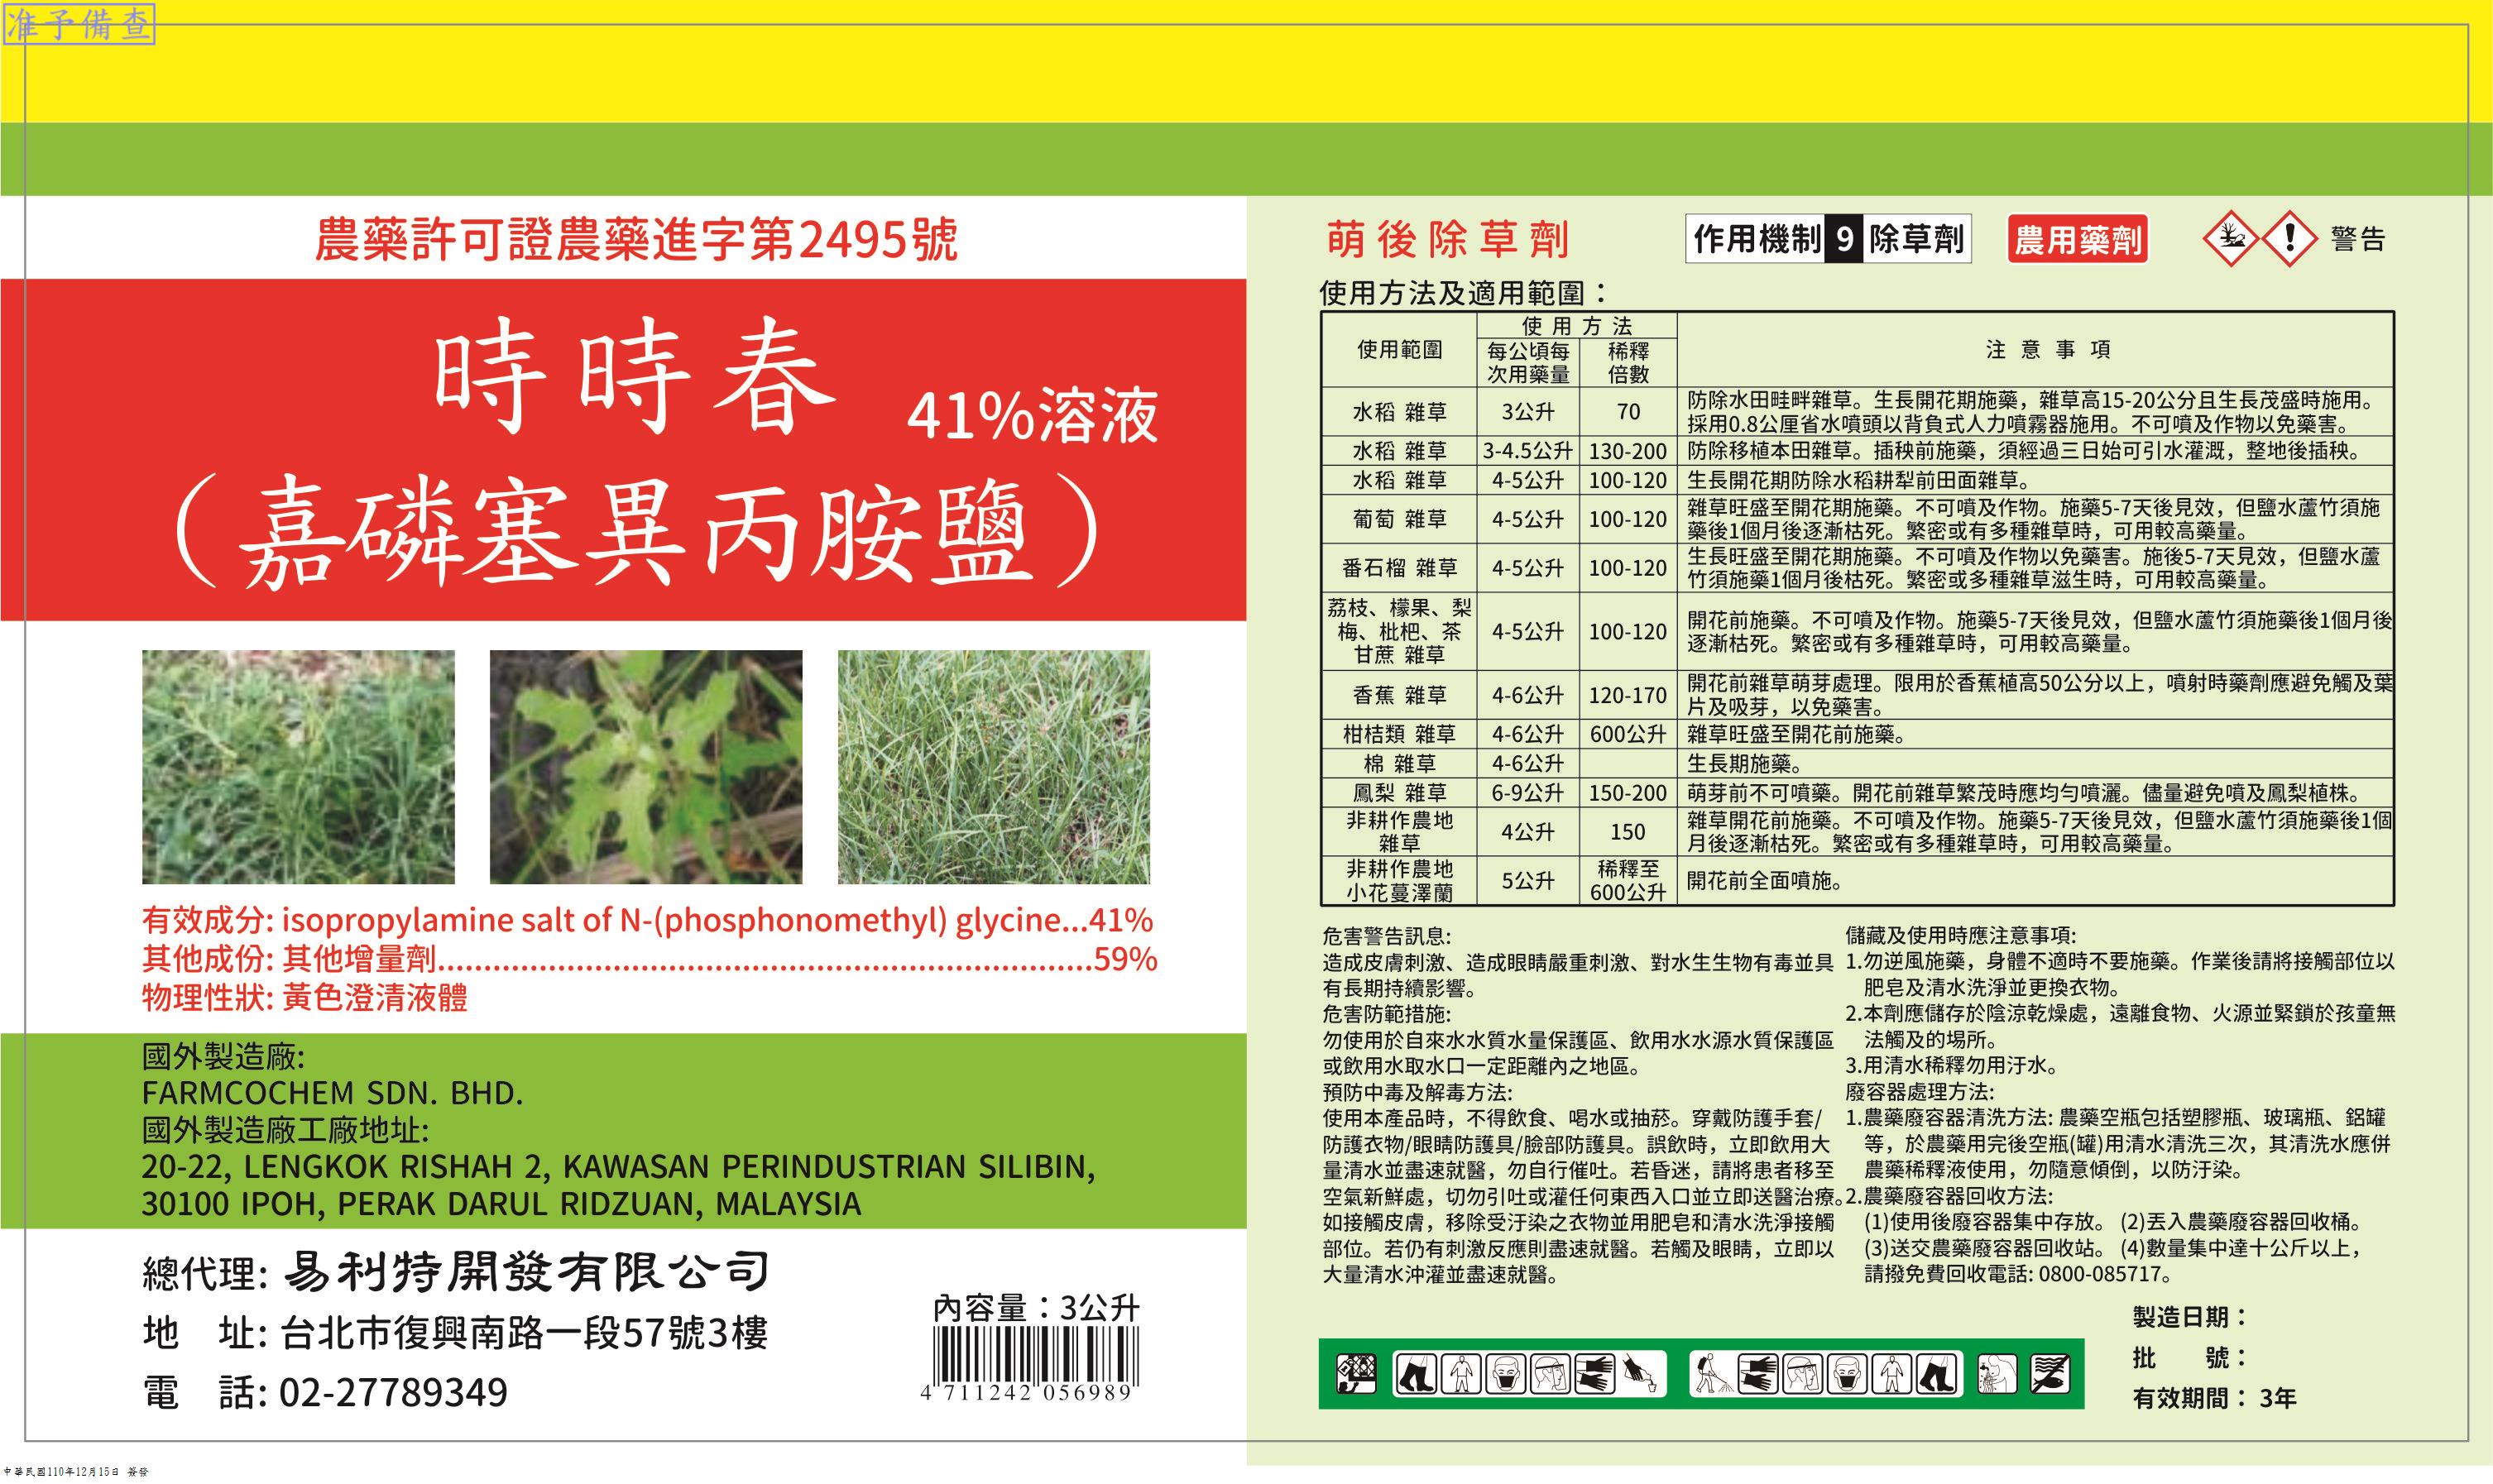 准予備查
農藥許可證農藥進字第2495號
時時春 41%溶液
（嘉磷塞異丙胺鹽）
有效成分: isopropylamine salt of N-(phosphonomethyl) glycine...41%
其他成份: 其他增量劑.......................................................................59%
物理性狀: 黃色澄清液體
國外製造廠:
FARMCOCHEM SDN. BHD.
國外製造廠工廠地址:
20-22, LENGKOK RISHAH 2, KAWASAN PERINDUSTRIAN SILIBIN,
30100 IPOH, PERAK DARUL RIDZUAN, MALAYSIA
總代理: 易利特開發有限公司
地　址: 台北市復興南路一段57號3樓
電　話: 02-27789349
內容量：3公升
4 711242 056989
萌後除草劑
作用機制 9 除草劑
農用藥劑
警告
使用方法及適用範圍：
使用範圍
使 用 方 法
每公頃每
次用藥量
稀釋
倍數
注 意 事 項
水稻 雜草 3公升 70
防除水田畦畔雜草。生長開花期施藥，雜草高15-20公分且生長茂盛時施用。
採用0.8公厘省水噴頭以背負式人力噴霧器施用。不可噴及作物以免藥害。
水稻 雜草 3-4.5公升 130-200 防除移植本田雜草。插秧前施藥，須經過三日始可引水灌溉，整地後插秧。
水稻 雜草 4-5公升 100-120 生長開花期防除水稻耕犁前田面雜草。
葡萄 雜草 4-5公升 100-120
雜草旺盛至開花期施藥。不可噴及作物。施藥5-7天後見效，但鹽水蘆竹須施
藥後1個月後逐漸枯死。繁密或有多種雜草時，可用較高藥量。
番石榴 雜草 4-5公升 100-120
生長旺盛至開花期施藥。不可噴及作物以免藥害。施後5-7天見效，但鹽水蘆
竹須施藥1個月後枯死。繁密或多種雜草滋生時，可用較高藥量。
荔枝、檬果、梨
梅、枇杷、茶
甘蔗 雜草
4-5公升 100-120
開花前施藥。不可噴及作物。施藥5-7天後見效，但鹽水蘆竹須施藥後1個月後
逐漸枯死。繁密或有多種雜草時，可用較高藥量。
香蕉 雜草 4-6公升 120-170
開花前雜草萌芽處理。限用於香蕉植高50公分以上，噴射時藥劑應避免觸及葉
片及吸芽，以免藥害。
柑桔類 雜草 4-6公升 600公升 雜草旺盛至開花前施藥。
棉 雜草 4-6公升 生長期施藥。
鳳梨 雜草 6-9公升 150-200 萌芽前不可噴藥。開花前雜草繁茂時應均勻噴灑。儘量避免噴及鳳梨植株。
非耕作農地
雜草
4公升 150
雜草開花前施藥。不可噴及作物。施藥5-7天後見效，但鹽水蘆竹須施藥後1個
月後逐漸枯死。繁密或有多種雜草時，可用較高藥量。
非耕作農地
小花蔓澤蘭
5公升
稀釋至
600公升
開花前全面噴施。
危害警告訊息:
造成皮膚刺激、造成眼睛嚴重刺激、對水生生物有毒並具
有長期持續影響。
危害防範措施:
勿使用於自來水水質水量保護區、飲用水水源水質保護區
或飲用水取水口一定距離內之地區。
預防中毒及解毒方法:
使用本產品時，不得飲食、喝水或抽菸。穿戴防護手套/
防護衣物/眼睛防護具/臉部防護具。誤飲時，立即飲用大
量清水並盡速就醫，勿自行催吐。若昏迷，請將患者移至
空氣新鮮處，切勿引吐或灌任何東西入口並立即送醫治療。
如接觸皮膚，移除受汙染之衣物並用肥皂和清水洗淨接觸
部位。若仍有刺激反應則盡速就醫。若觸及眼睛，立即以
大量清水沖灌並盡速就醫。
儲藏及使用時應注意事項:
1.勿逆風施藥，身體不適時不要施藥。作業後請將接觸部位以
肥皂及清水洗淨並更換衣物。
2.本劑應儲存於陰涼乾燥處，遠離食物、火源並緊鎖於孩童無
法觸及的場所。
3.用清水稀釋勿用汙水。
廢容器處理方法:
1.農藥廢容器清洗方法: 農藥空瓶包括塑膠瓶、玻璃瓶、鋁罐
等，於農藥用完後空瓶(罐)用清水清洗三次，其清洗水應併
農藥稀釋液使用，勿隨意傾倒，以防汙染。
2.農藥廢容器回收方法:
(1)使用後廢容器集中存放。 (2)丟入農藥廢容器回收桶。
(3)送交農藥廢容器回收站。 (4)數量集中達十公斤以上，
請撥免費回收電話: 0800-085717。
製造日期：
批　　號：
有效期間： 3年
中華民國110年12月15日 簽發